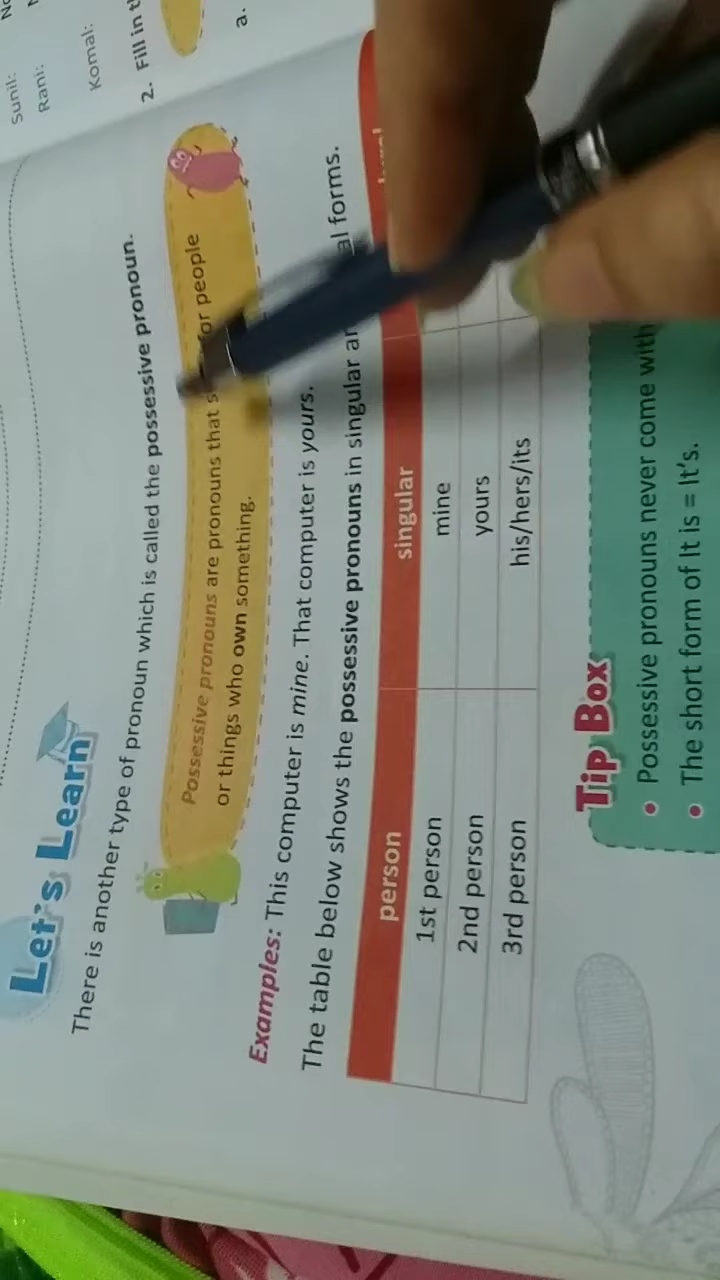 Sunil:
Rani:
Komal:
2. Fill in
a.
Let's Learn
There is another type of pronoun which is called the possessive pronoun.
Possessive pronouns are pronouns that for people
or things who own something.
Examples: This computer is mine. That computer is yours.
The table below shows the possessive pronouns in singular forms.
person singular
1st person mine
2nd person yours
3rd person his/hers/its
Tip Box
• Possessive pronouns never come with
• The short form of It is = It's.